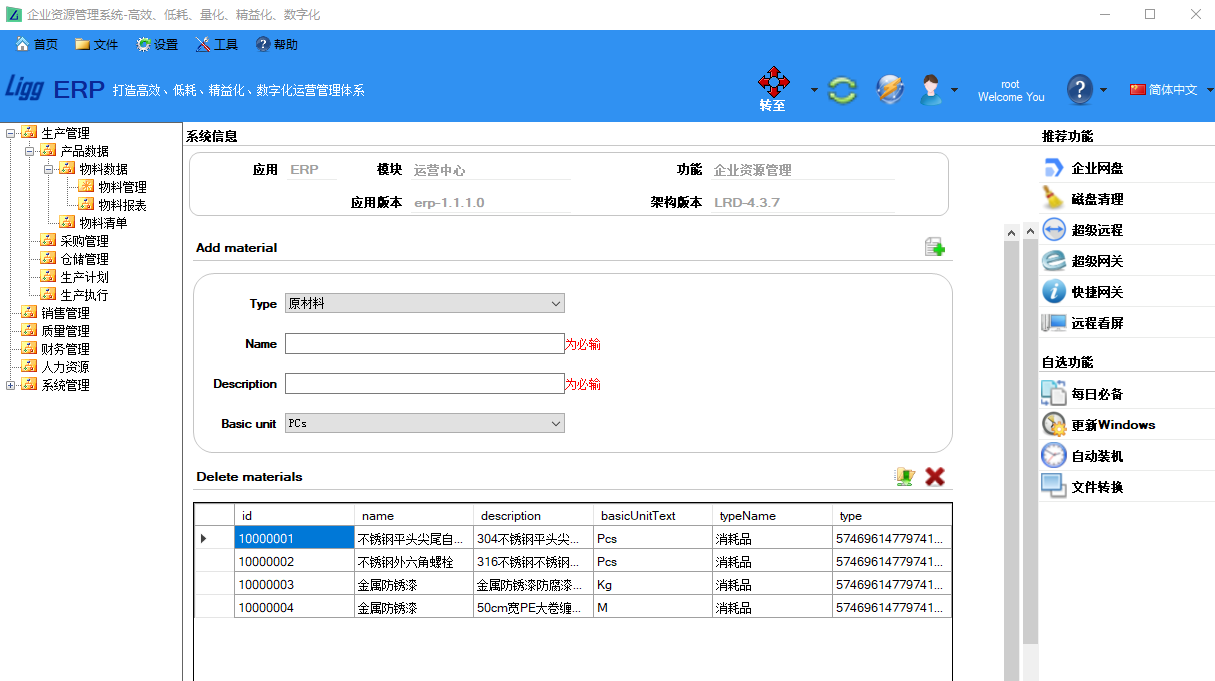 企业资源管理系统-高效、低耗、量化、精益化、数字化
首页 文件 设置 工具 帮助
Ligg ERP 打造高效、低耗、精益化、数字化运营管理体系
转至
root
Welcome You
简体中文
生产管理
产品数据
物料数据
物料管理
物料报表
物料清单
采购管理
仓储管理
生产计划
生产执行
销售管理
质量管理
财务管理
人力资源
系统管理
系统信息
应用 ERP 模块 运营中心 功能 企业资源管理
应用版本 erp-1.1.1.0 架构版本 LRD-4.3.7
Add material
Type 原材料
Name 为必输
Description 为必输
Basic unit PCs
Delete materials
id name description basicUnitText typeName type
10000001 不锈钢平头尖尾自... 304不锈钢平头尖... Pcs 消耗品 57469614779741...
10000002 不锈钢外六角螺栓 316不锈钢不锈钢... Pcs 消耗品 57469614779741...
10000003 金属防锈漆 金属防锈漆防腐漆... Kg 消耗品 57469614779741...
10000004 金属防锈漆 50cm宽PE大卷缠... M 消耗品 57469614779741...
推荐功能
企业网盘
磁盘清理
超级远程
超级网关
快捷网关
远程看屏
自选功能
每日必备
更新Windows
自动装机
文件转换